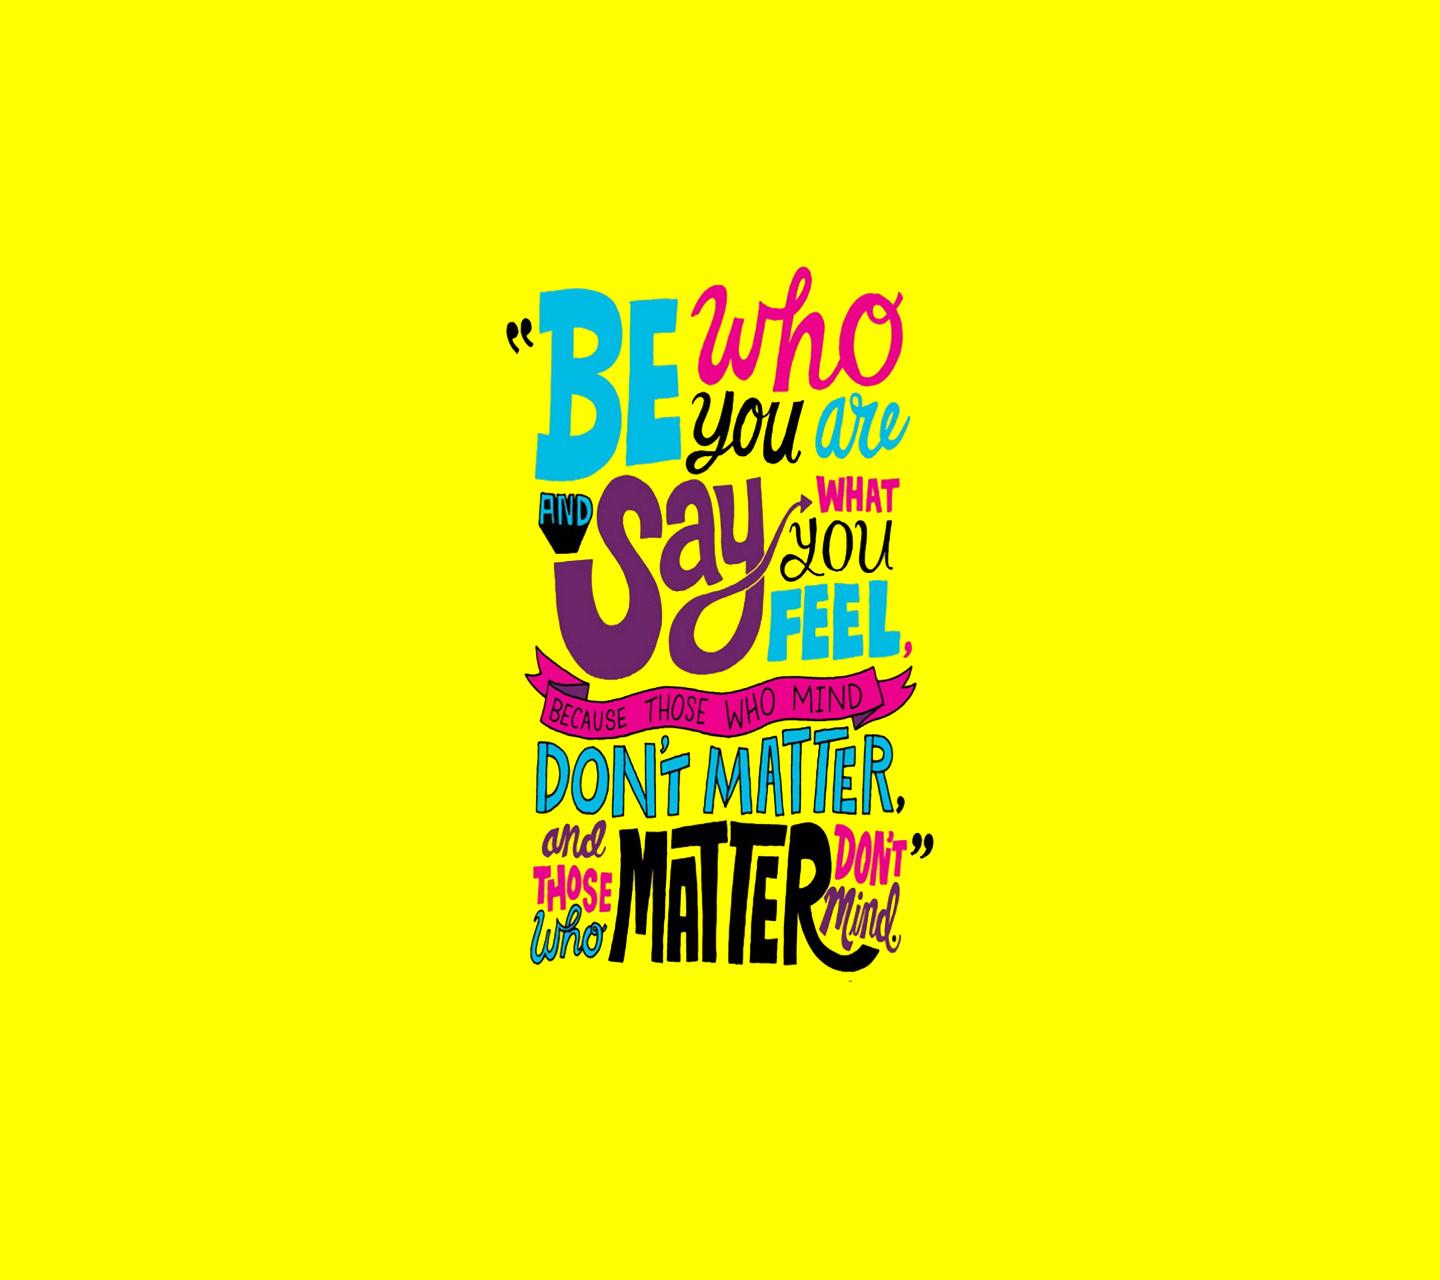 “BE who
you are
AND Say WHAT
YOU
FEEL,
BECAUSE THOSE WHO MIND
DON'T MATTER,
and THOSE who MATTER DON'T mind.”